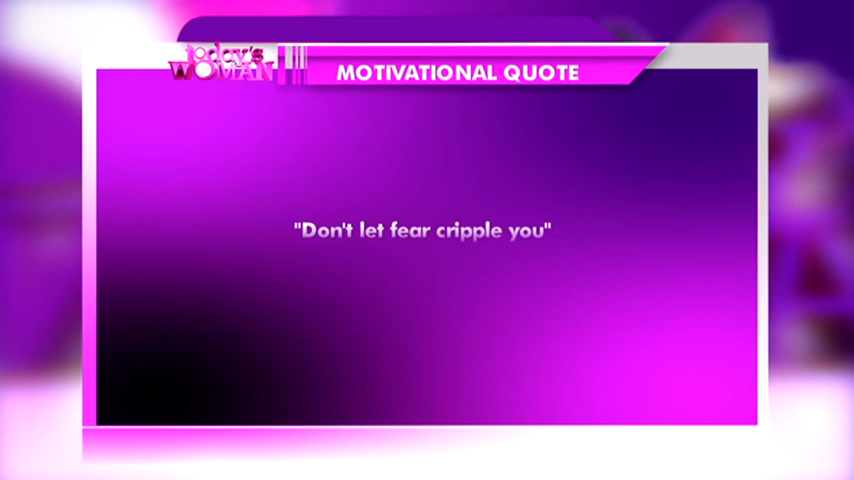 today's
WOMAN
MOTIVATIONAL QUOTE
"Don't let fear cripple you"